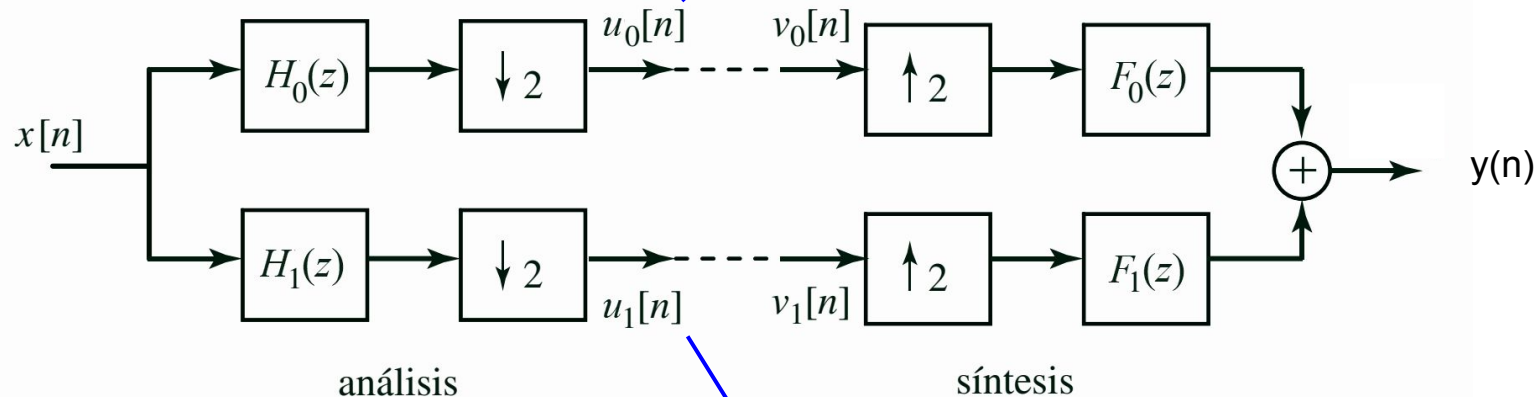 u₀[n] v₀[n]
H₀(z) ↓ 2 ↑ 2 F₀(z)
x[n]
+ y(n)
H₁(z) ↓ 2 ↑ 2 F₁(z)
u₁[n] v₁[n]
análisis síntesis